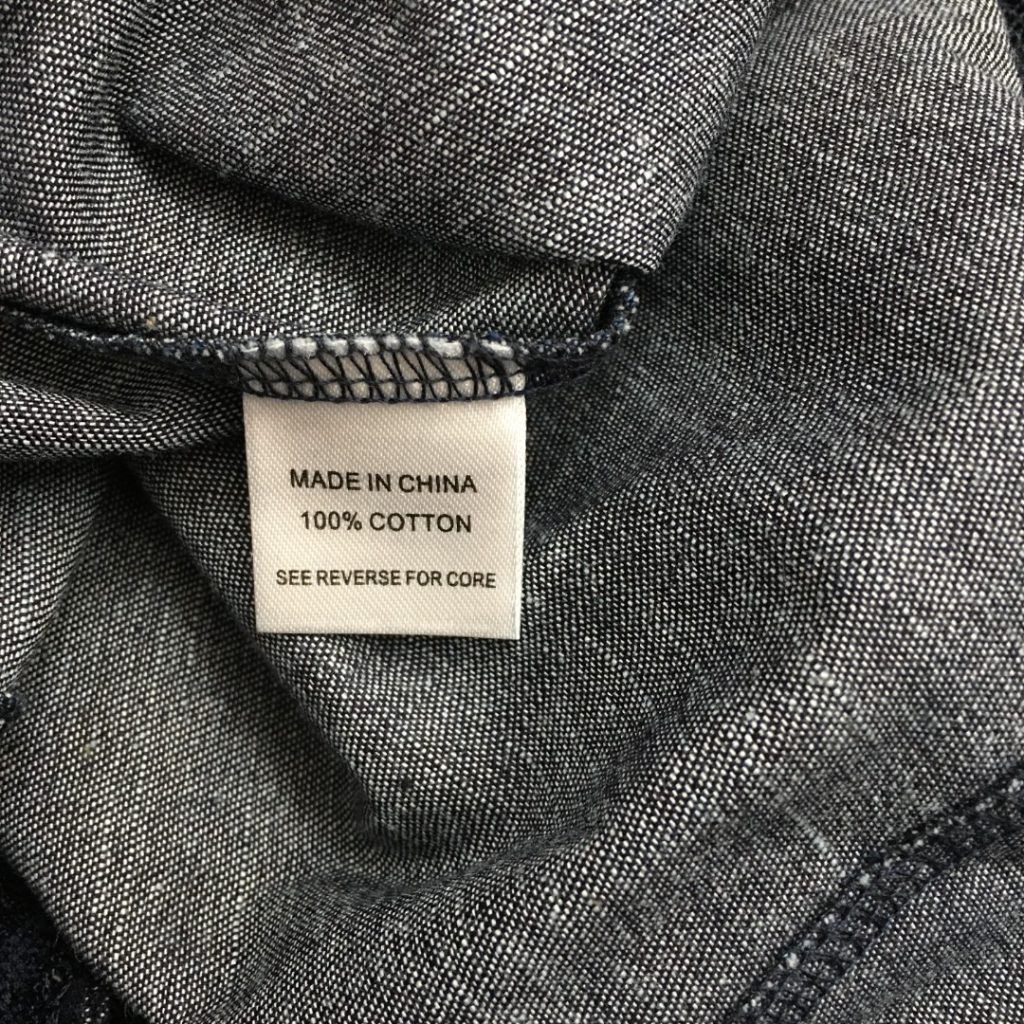 MADE IN CHINA
100% COTTON
SEE REVERSE FOR CORE